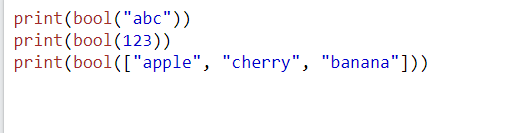 print(bool("abc"))
print(bool(123))
print(bool(["apple", "cherry", "banana"]))